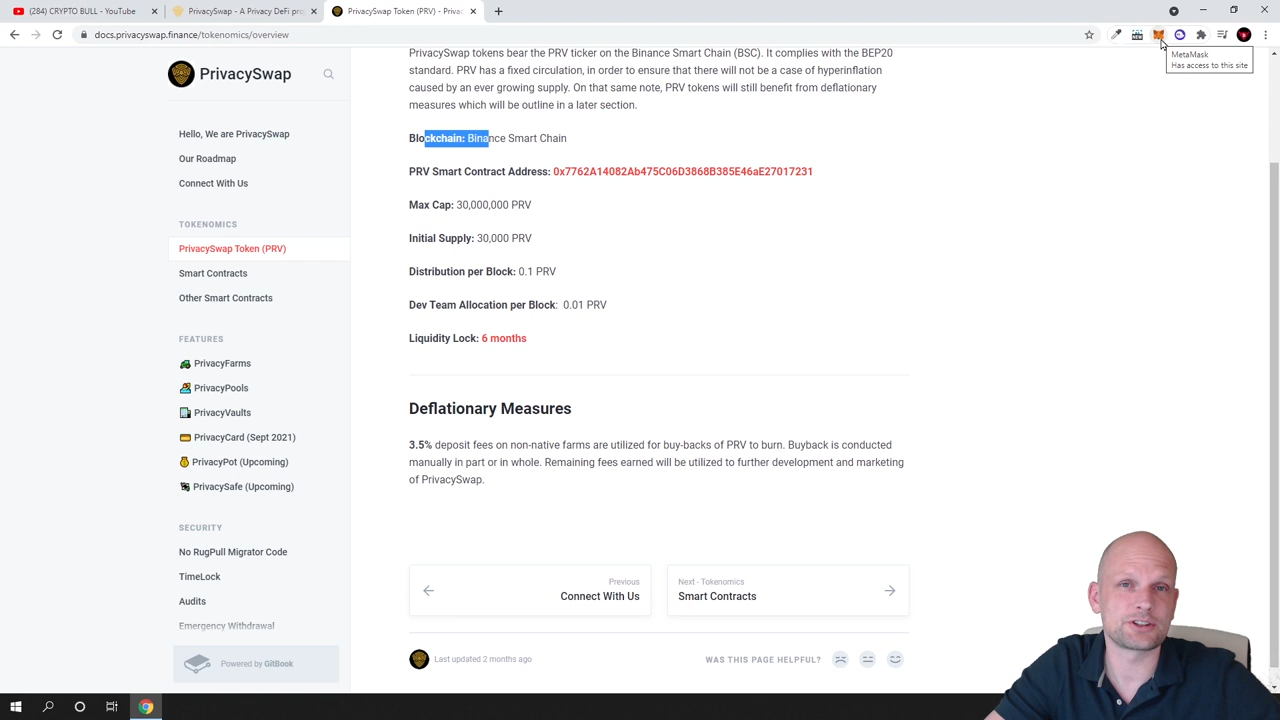 (284) CRYPTO BULL - YouTube
PrivacySwap - A Privacy DeFi pro
PrivacySwap Token (PRV) - Privac
docs.privacyswap.finance/tokenomics/overview
MetaMask
Has access to this site
PrivacySwap
Hello, We are PrivacySwap
Our Roadmap
Connect With Us
TOKENOMICS
PrivacySwap Token (PRV)
Smart Contracts
Other Smart Contracts
FEATURES
PrivacyFarms
PrivacyPools
PrivacyVaults
PrivacyCard (Sept 2021)
PrivacyPot (Upcoming)
PrivacySafe (Upcoming)
SECURITY
No RugPull Migrator Code
TimeLock
Audits
Emergency Withdrawal
Powered by GitBook
PrivacySwap tokens bear the PRV ticker on the Binance Smart Chain (BSC). It complies with the BEP20
standard. PRV has a fixed circulation, in order to ensure that there will not be a case of hyperinflation
caused by an ever growing supply. On that same note, PRV tokens will still benefit from deflationary
measures which will be outline in a later section.
Blockchain: Binance Smart Chain
PRV Smart Contract Address: 0x7762A14082Ab475C06D3868B385E46aE27017231
Max Cap: 30,000,000 PRV
Initial Supply: 30,000 PRV
Distribution per Block: 0.1 PRV
Dev Team Allocation per Block: 0.01 PRV
Liquidity Lock: 6 months
Deflationary Measures
3.5% deposit fees on non-native farms are utilized for buy-backs of PRV to burn. Buyback is conducted
manually in part or in whole. Remaining fees earned will be utilized to further development and marketing
of PrivacySwap.
Previous
Connect With Us
Next - Tokenomics
Smart Contracts
Last updated 2 months ago
WAS THIS PAGE HELPFUL?